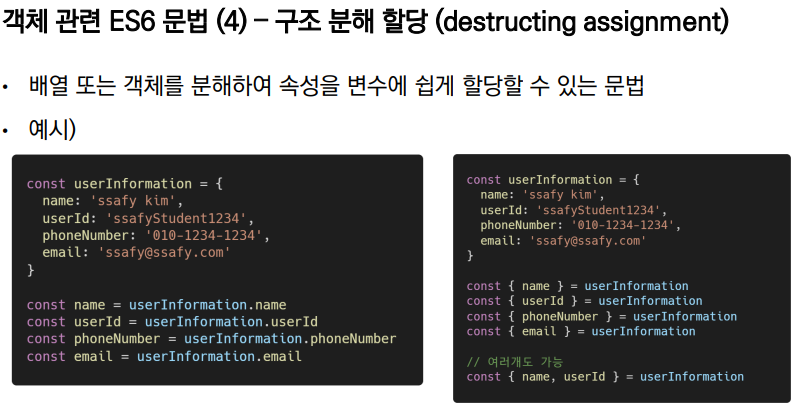 객체 관련 ES6 문법 (4) – 구조 분해 할당 (destructing assignment)
• 배열 또는 객체를 분해하여 속성을 변수에 쉽게 할당할 수 있는 문법
• 예시)
const userInformation = {
  name: 'ssafy kim',
  userId: 'ssafyStudent1234',
  phoneNumber: '010-1234-1234',
  email: 'ssafy@ssafy.com'
}
const name = userInformation.name
const userId = userInformation.userId
const phoneNumber = userInformation.phoneNumber
const email = userInformation.email
const userInformation = {
  name: 'ssafy kim',
  userId: 'ssafyStudent1234',
  phoneNumber: '010-1234-1234',
  email: 'ssafy@ssafy.com'
}
const { name } = userInformation
const { userId } = userInformation
const { phoneNumber } = userInformation
const { email } = userInformation
// 여러개도 가능
const { name, userId } = userInformation